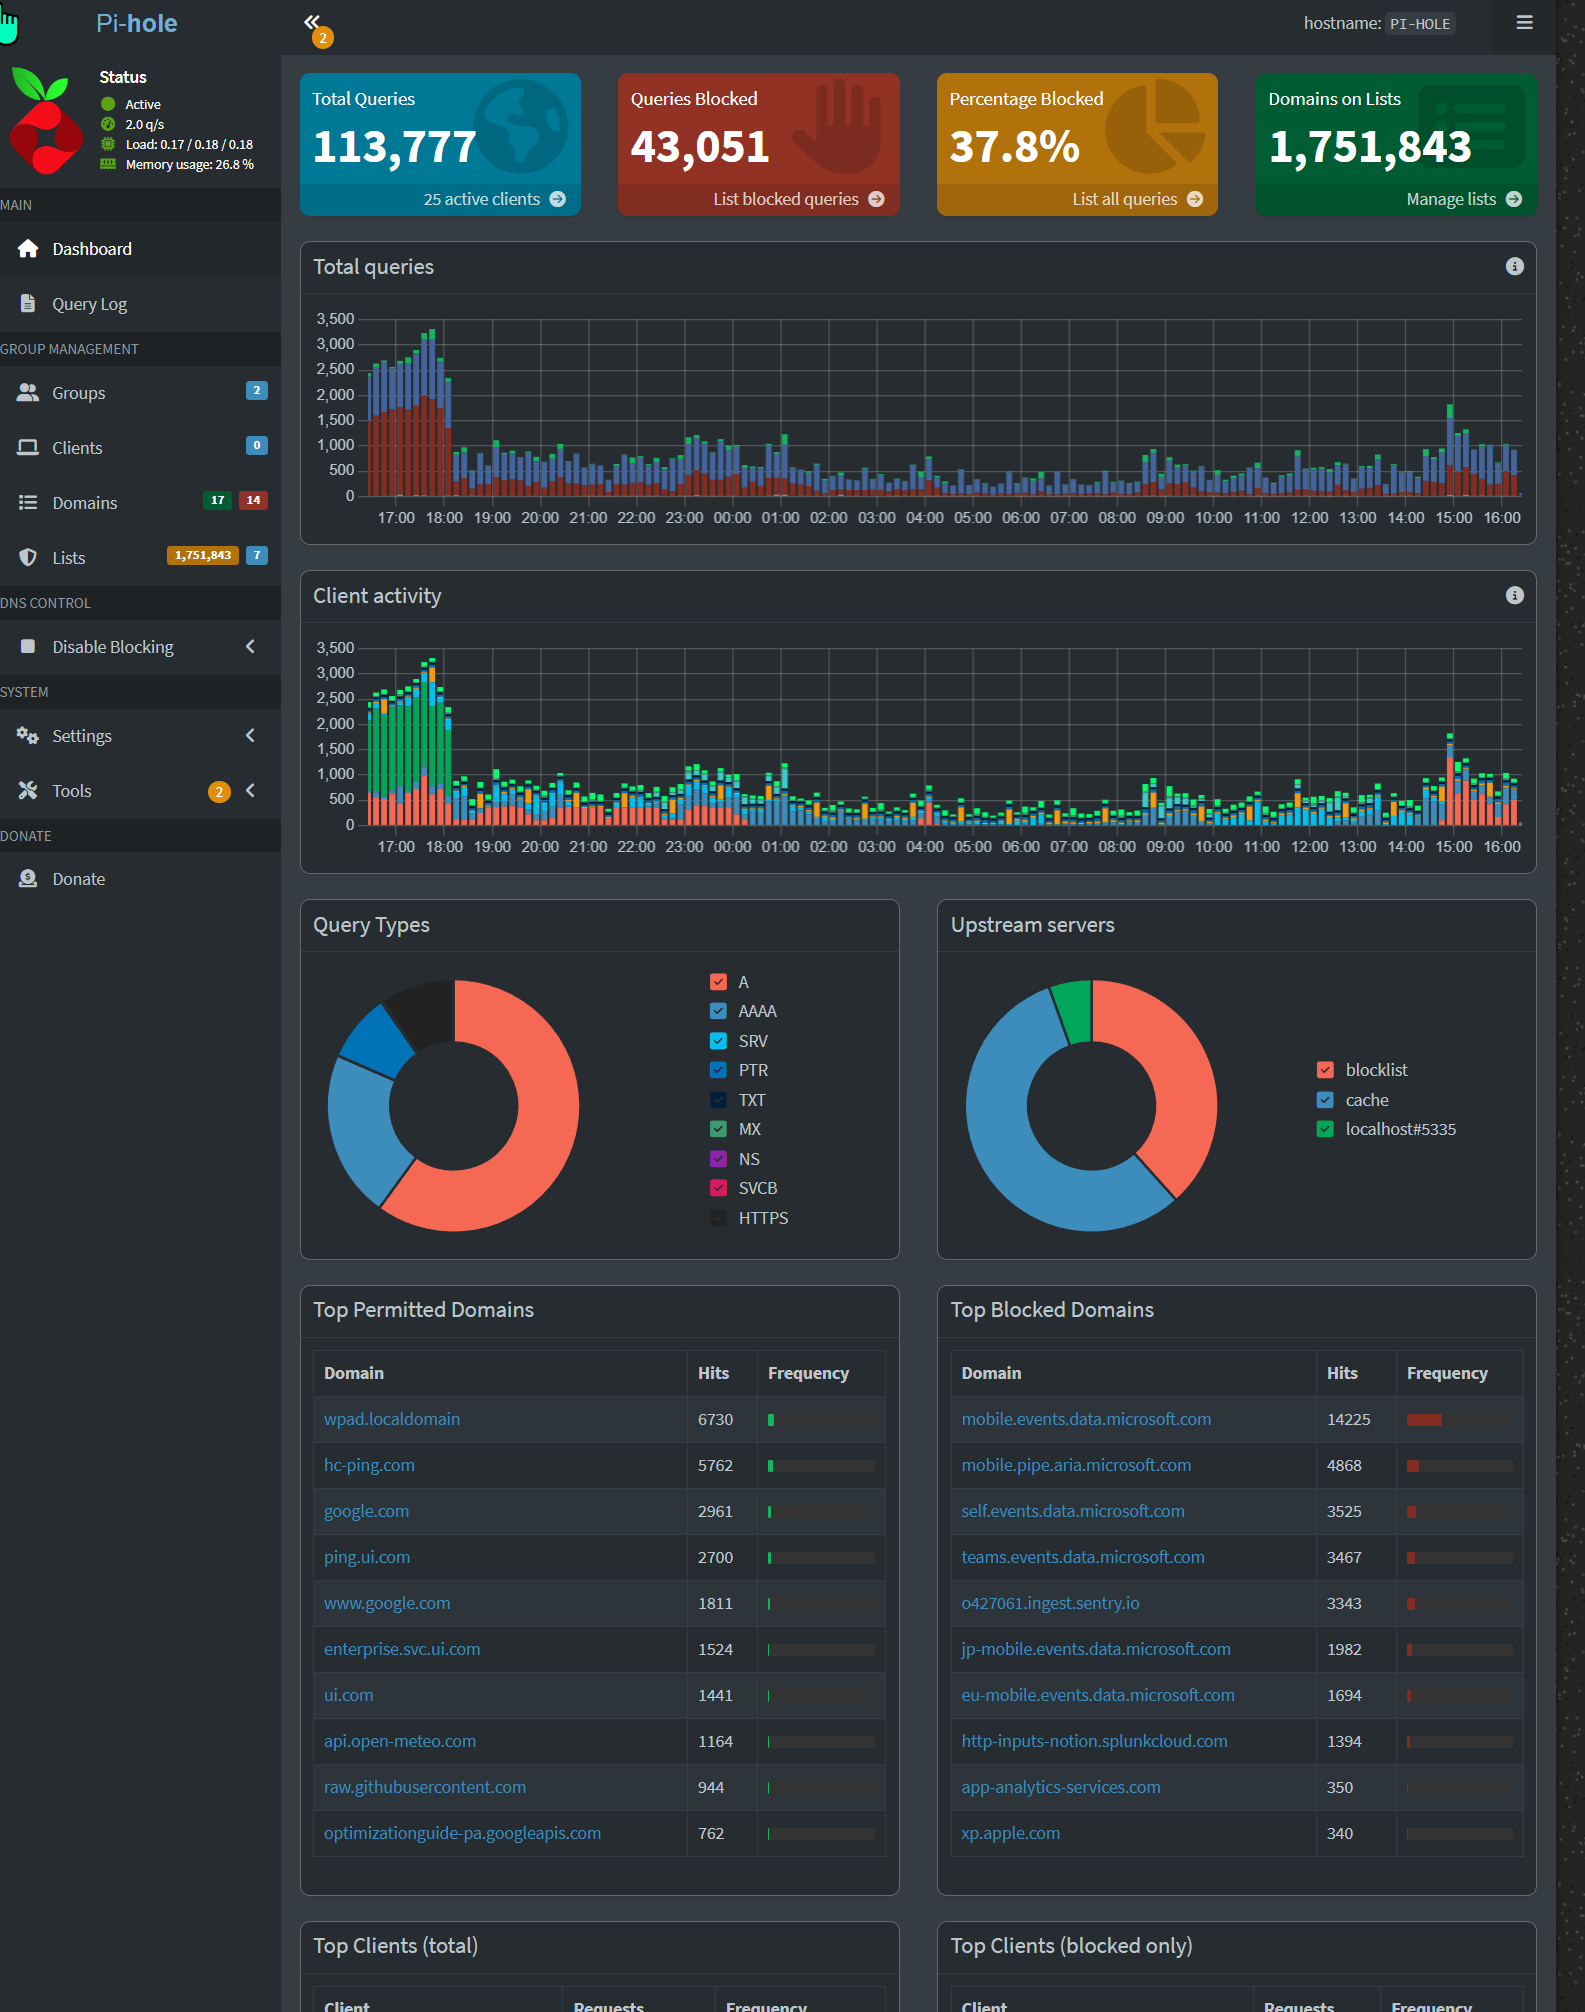 Pi-hole
2
hostname: PI-HOLE
Status
Active
2.0 q/s
Load: 0.17 / 0.18 / 0.18
Memory usage: 26.8 %
MAIN
Dashboard
Query Log
GROUP MANAGEMENT
Groups 2
Clients 0
Domains 17 14
Lists 1,751,843 7
DNS CONTROL
Disable Blocking
SYSTEM
Settings
Tools 2
DONATE
Donate
Total Queries
113,777
25 active clients
Queries Blocked
43,051
List blocked queries
Percentage Blocked
37.8%
List all queries
Domains on Lists
1,751,843
Manage lists
Total queries
3,500
3,000
2,500
2,000
1,500
1,000
500
0
17:00 18:00 19:00 20:00 21:00 22:00 23:00 00:00 01:00 02:00 03:00 04:00 05:00 06:00 07:00 08:00 09:00 10:00 11:00 12:00 13:00 14:00 15:00 16:00
Client activity
3,500
3,000
2,500
2,000
1,500
1,000
500
0
17:00 18:00 19:00 20:00 21:00 22:00 23:00 00:00 01:00 02:00 03:00 04:00 05:00 06:00 07:00 08:00 09:00 10:00 11:00 12:00 13:00 14:00 15:00 16:00
Query Types
A
AAAA
SRV
PTR
TXT
MX
NS
SVCB
HTTPS
Upstream servers
blocklist
cache
localhost#5335
Top Permitted Domains
Domain Hits Frequency
wpad.localdomain 6730
hc-ping.com 5762
google.com 2961
ping.ui.com 2700
www.google.com 1811
enterprise.svc.ui.com 1524
ui.com 1441
api.open-meteo.com 1164
raw.githubusercontent.com 944
optimizationguide-pa.googleapis.com 762
Top Blocked Domains
Domain Hits Frequency
mobile.events.data.microsoft.com 14225
mobile.pipe.aria.microsoft.com 4868
self.events.data.microsoft.com 3525
teams.events.data.microsoft.com 3467
o427061.ingest.sentry.io 3343
jp-mobile.events.data.microsoft.com 1982
eu-mobile.events.data.microsoft.com 1694
http-inputs-notion.splunkcloud.com 1394
app-analytics-services.com 350
xp.apple.com 340
Top Clients (total)
Client Requests Frequency
Top Clients (blocked only)
Client Requests Frequency